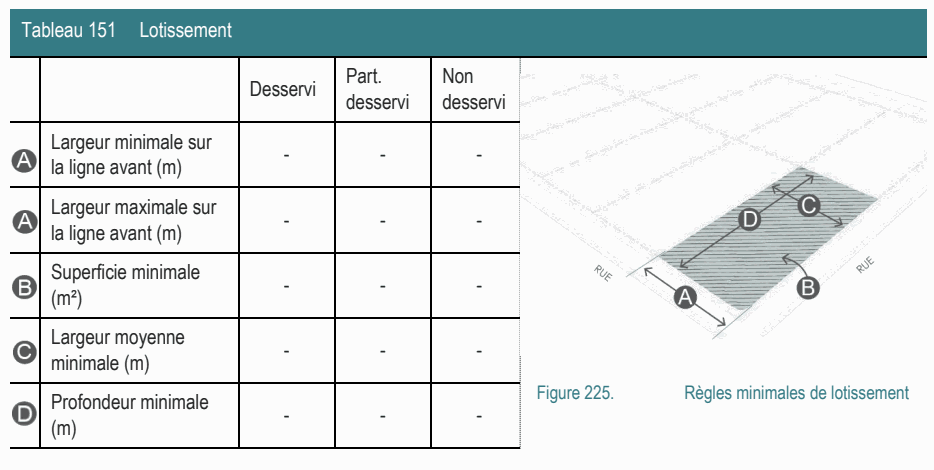 Tableau 151 Lotissement
Desservi Part. desservi Non desservi
A Largeur minimale sur
la ligne avant (m) - - -
A Largeur maximale sur
la ligne avant (m) - - -
B Superficie minimale
(m²) - - -
C Largeur moyenne
minimale (m) - - -
D Profondeur minimale
(m) - - -
C
D
RUE
RUE
A
B
Figure 225. Règles minimales de lotissement